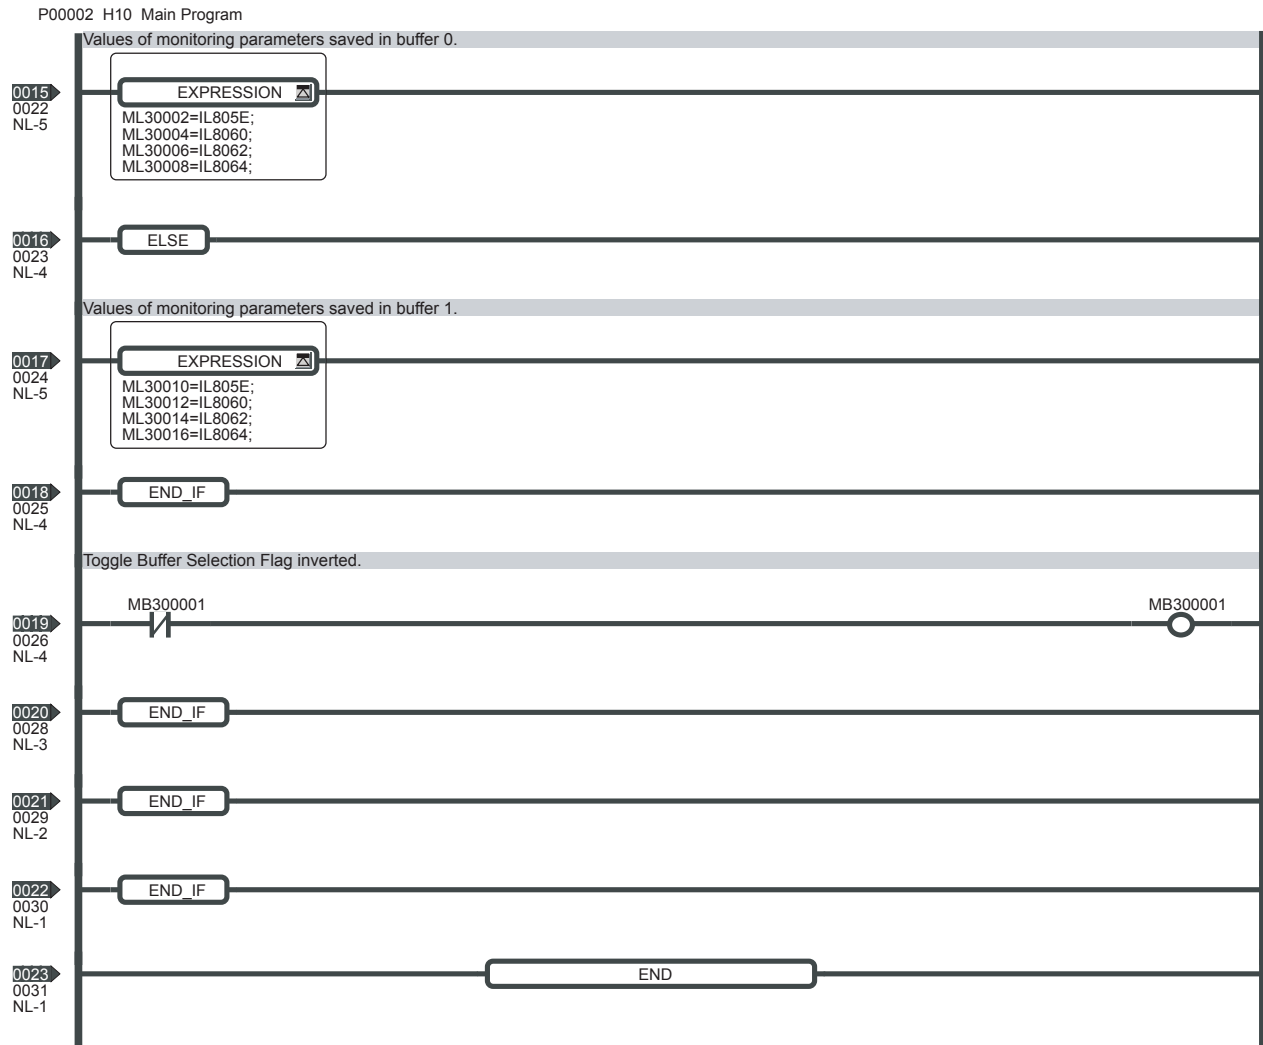 P00002 H10 Main Program
Values of monitoring parameters saved in buffer 0.
0015
0022
NL-5
EXPRESSION
ML30002=IL805E;
ML30004=IL8060;
ML30006=IL8062;
ML30008=IL8064;
0016
0023
NL-4
ELSE
Values of monitoring parameters saved in buffer 1.
0017
0024
NL-5
EXPRESSION
ML30010=IL805E;
ML30012=IL8060;
ML30014=IL8062;
ML30016=IL8064;
0018
0025
NL-4
END_IF
Toggle Buffer Selection Flag inverted.
MB300001 MB300001
0019
0026
NL-4
0020
0028
NL-3
END_IF
0021
0029
NL-2
END_IF
0022
0030
NL-1
END_IF
0023
0031
NL-1
END